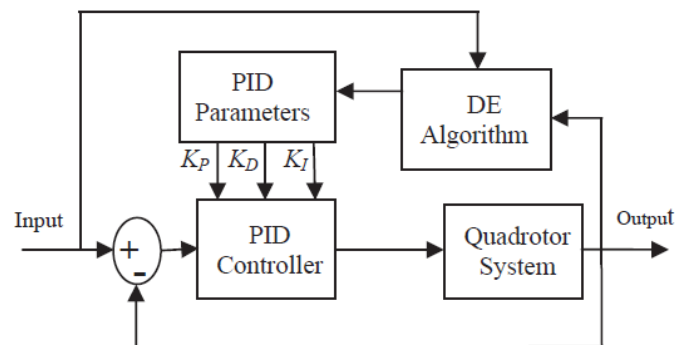 PID
Parameters
DE
Algorithm
K_P K_D K_I
Input
+
-
PID
Controller
Quadrotor
System
Output